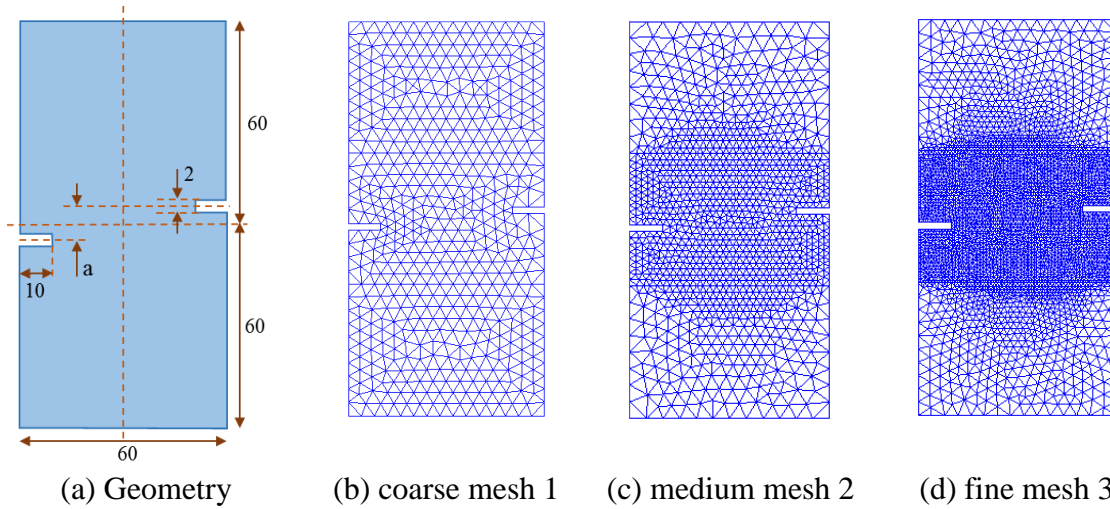 60
2
a
10
60
60
(a) Geometry
(b) coarse mesh 1
(c) medium mesh 2
(d) fine mesh 3